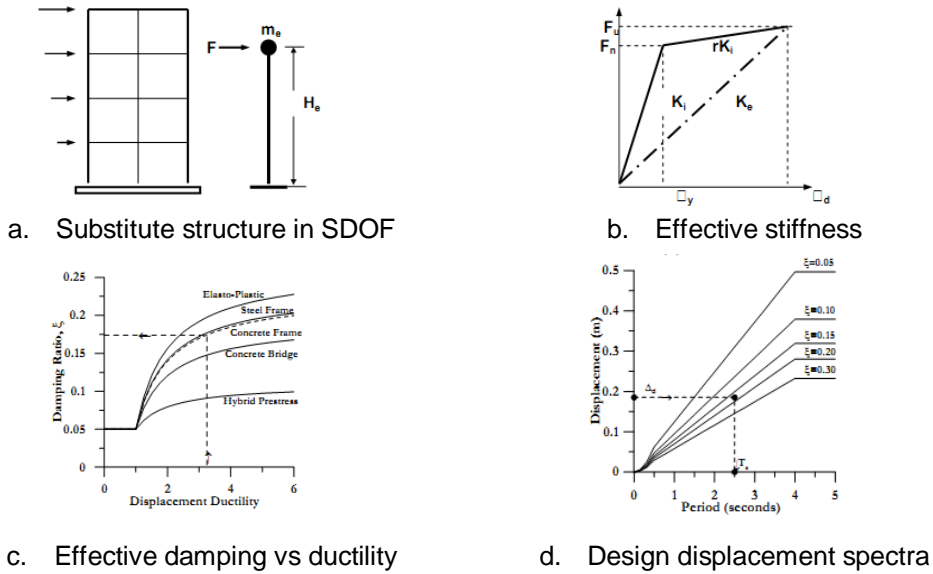 F
mₑ
Hₑ
a. Substitute structure in SDOF
Fᵤ
Fₙ
rKᵢ
Kᵢ
Kₑ
□y
□d
b. Effective stiffness
0.25
0.2
0.15
0.1
0.05
0
Damping Ratio, ξ
Elasto-Plastic
Steel Frame
Concrete Frame
Concrete Bridge
Hybrid Prestress
0 2 4 6
Displacement Ductility
c. Effective damping vs ductility
0.5
0.4
0.3
0.2
0.1
0
Displacement (m)
ξ=0.05
ξ=0.10
ξ=0.15
ξ=0.20
ξ=0.30
Δd
Tₑ
0 1 2 3 4 5
Period (seconds)
d. Design displacement spectra